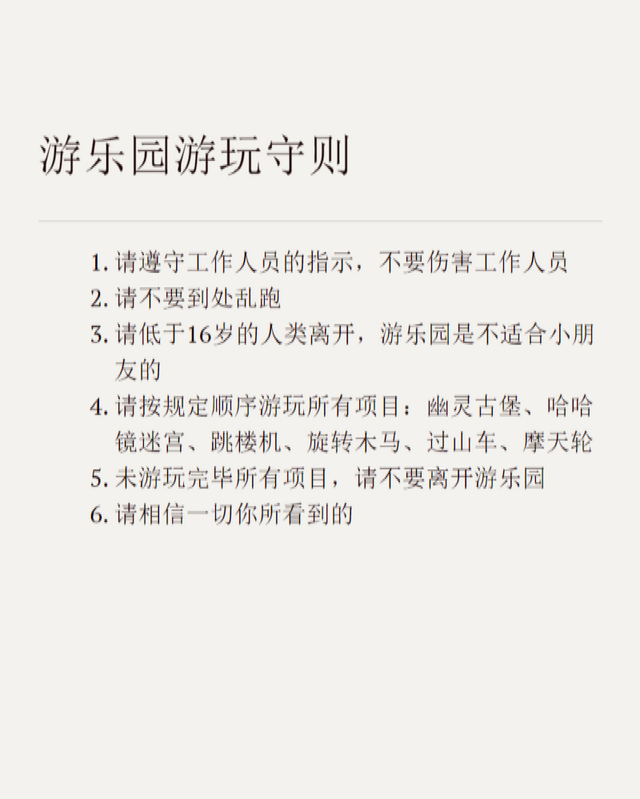 游乐园游玩守则
1. 请遵守工作人员的指示，不要伤害工作人员
2. 请不要到处乱跑
3. 请低于16岁的人类离开，游乐园是不适合小朋
友的
4. 请按规定顺序游玩所有项目：幽灵古堡、哈哈
镜迷宫、跳楼机、旋转木马、过山车、摩天轮
5. 未游玩完毕所有项目，请不要离开游乐园
6. 请相信一切你所看到的